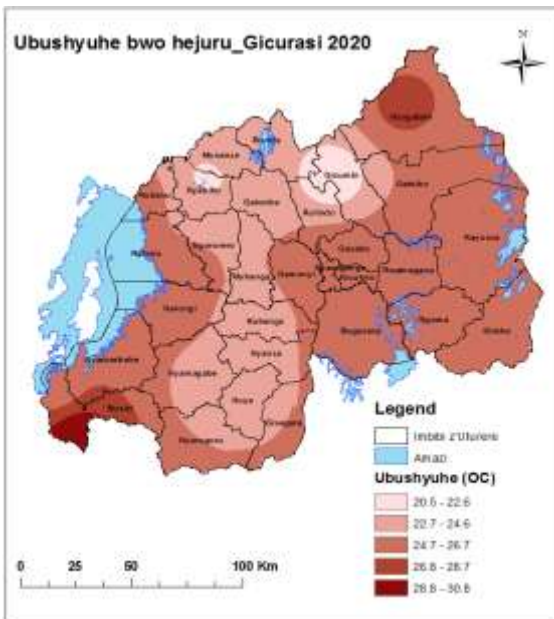 Ubushyuhe bwo hejuru_Gicurasi 2020
N
Burera
Musanze
Nyagatare
Gicumbi
Gatsibo
Gakenke
Rulindo
Rubavu
Nyabihu
Ngororero
Rutsiro
Kayonza
Gasabo
Muhanga
Kamonyi
Rwamagana
Karongi
Ruhango
Bugesera
Ngoma
Kirehe
Nyamasheke
Nyanza
Nyamagabe
Huye
Rusizi
Gisagara
Nyaruguru
Legend
Imbibi z'Uturere
Amazi
Ubushyuhe (OC)
20.5 - 22.6
22.7 - 24.6
24.7 - 26.7
26.8 - 28.7
28.8 - 30.8
0 25 50 100 Km